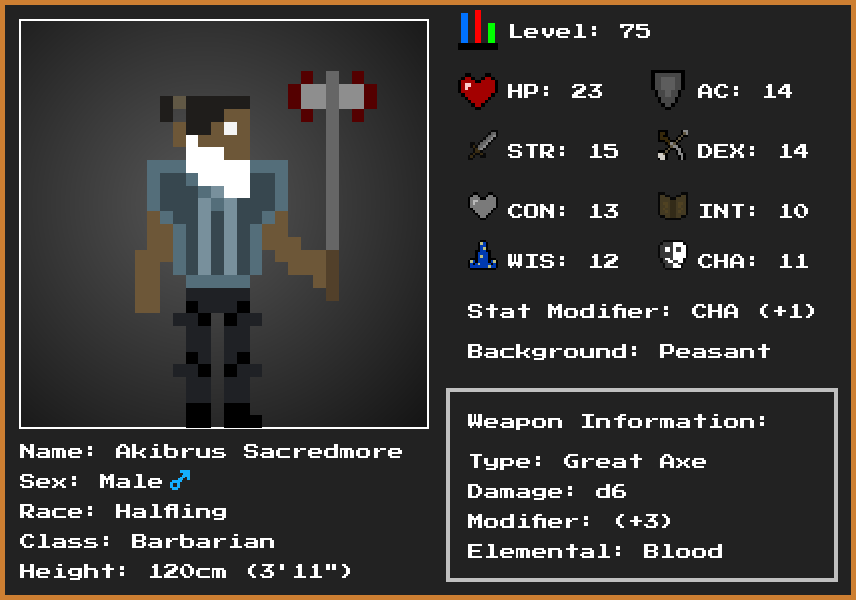 Level: 75
HP: 23 AC: 14
STR: 15 DEX: 14
CON: 13 INT: 10
WIS: 12 CHA: 11
Stat Modifier: CHA (+1)
Background: Peasant
Weapon Information:
Type: Great Axe
Damage: d6
Modifier: (+3)
Elemental: Blood
Name: Akibrus Sacredmore
Sex: Male ♂
Race: Halfling
Class: Barbarian
Height: 120cm (3'11")